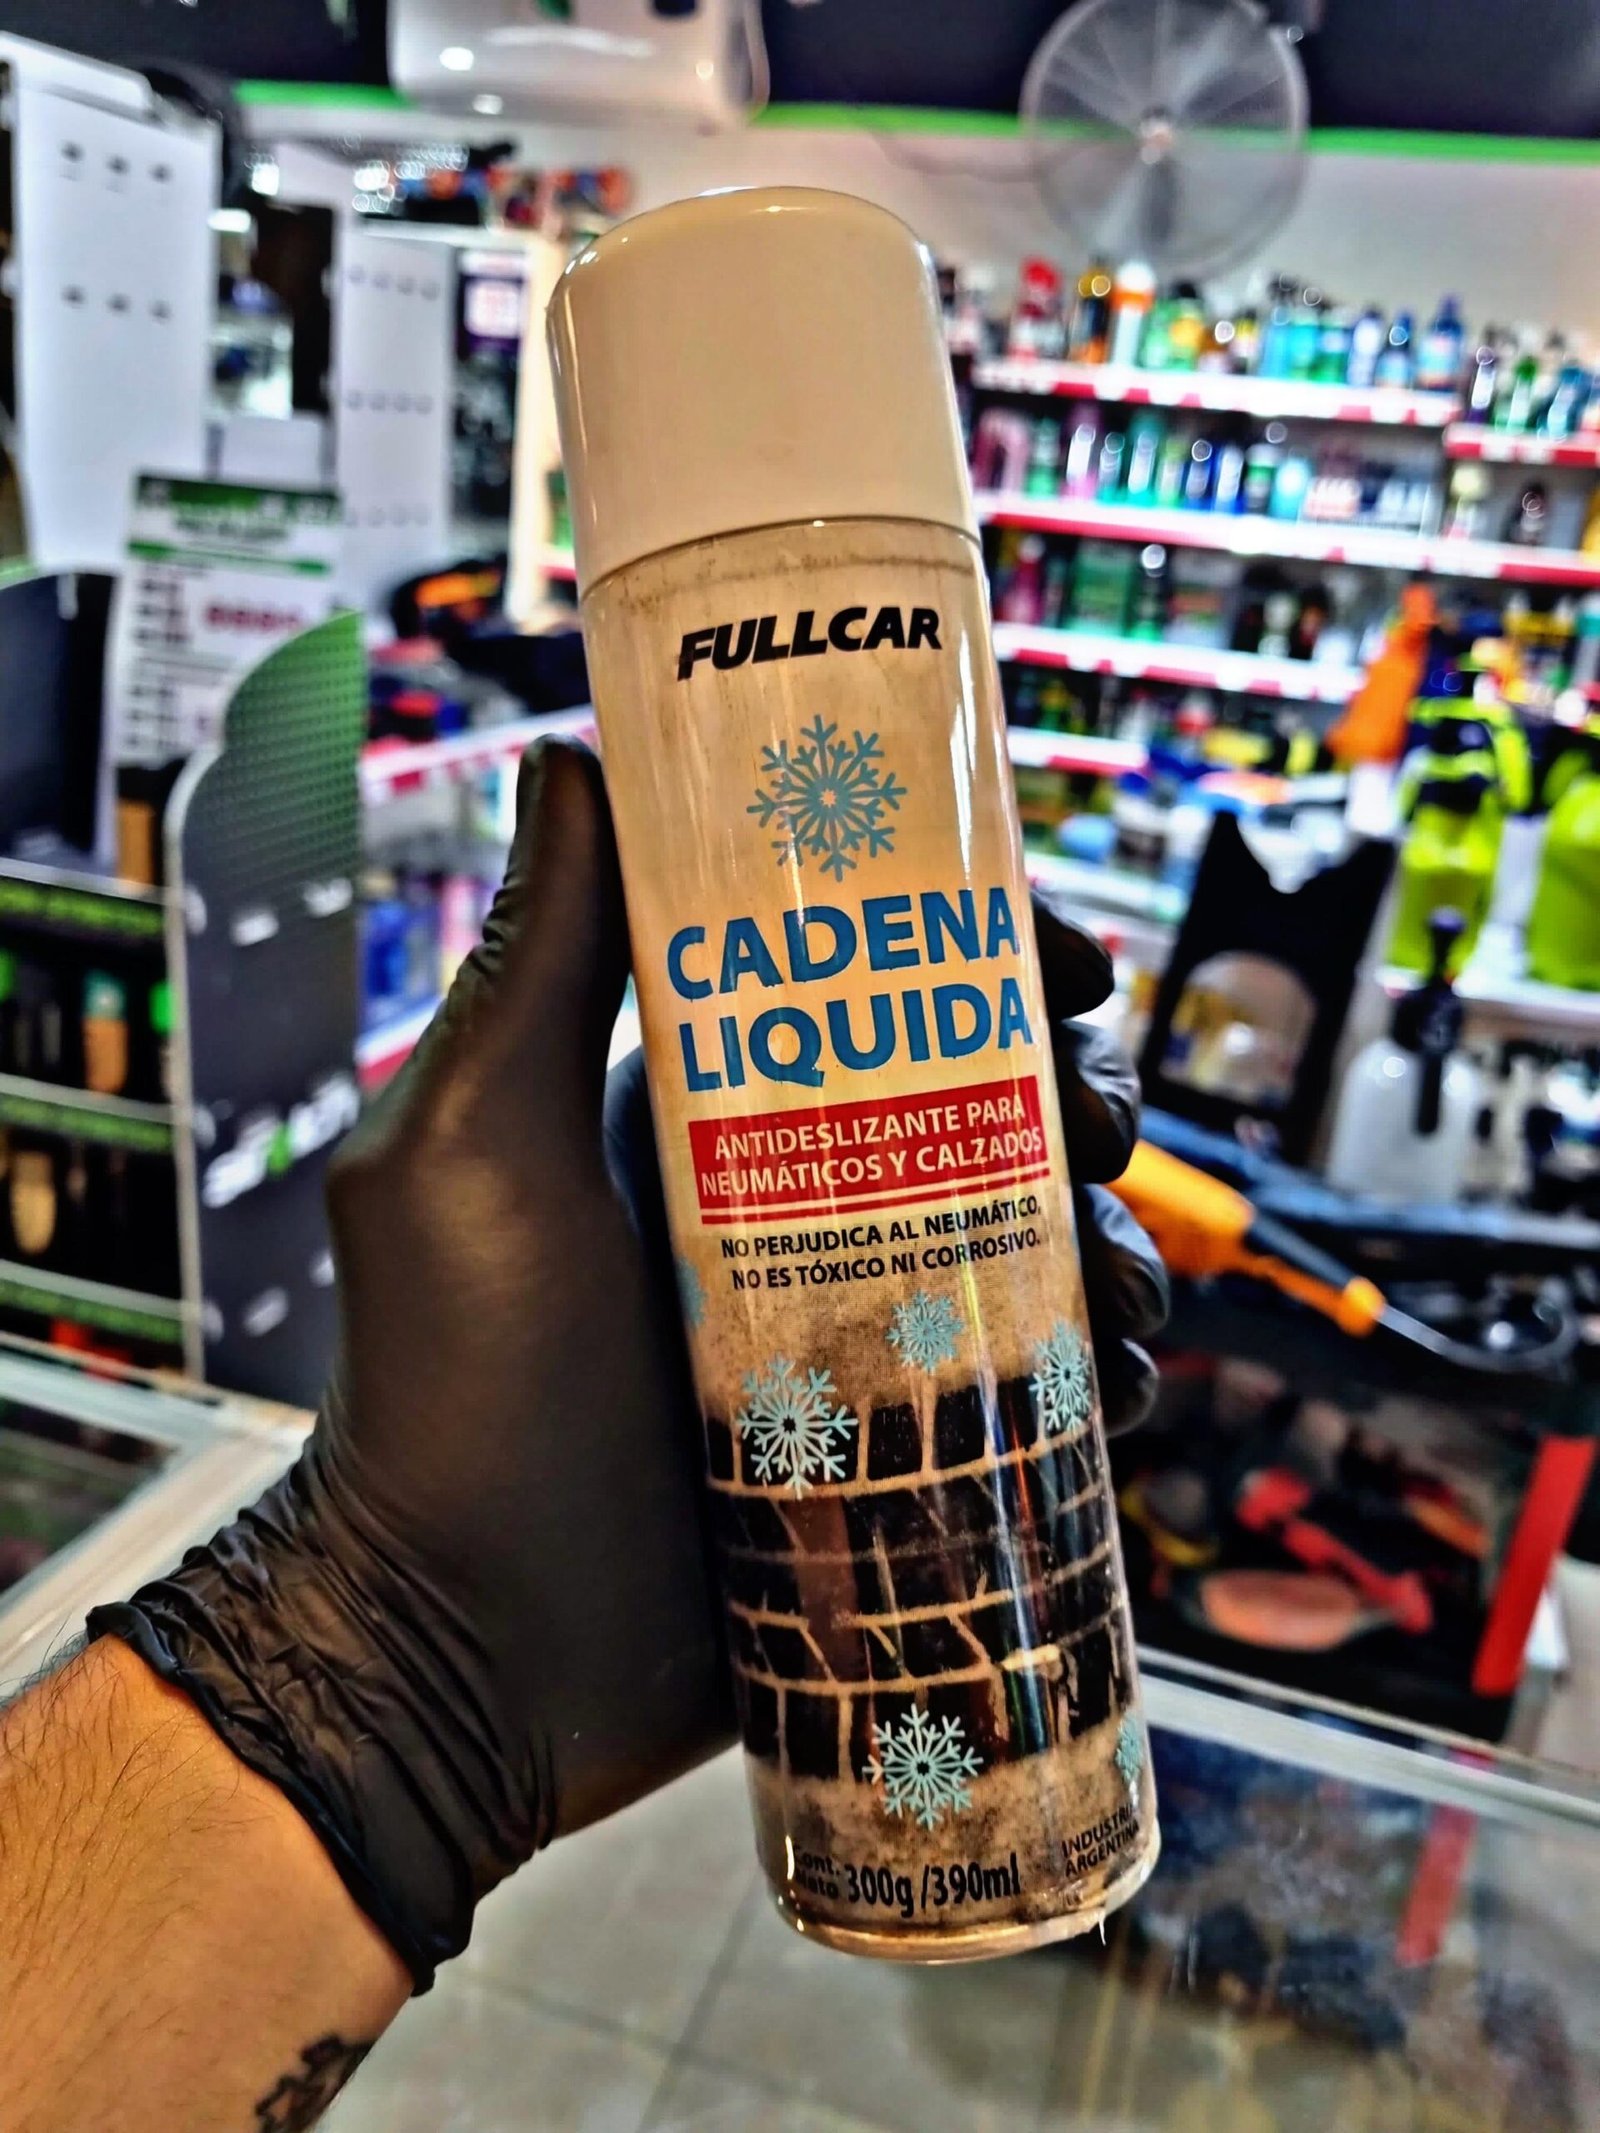 FULLCAR
CADENA
LIQUIDA
ANTIDESLIZANTE PARA
NEUMÁTICOS Y CALZADOS
NO PERJUDICA AL NEUMÁTICO,
NO ES TÓXICO NI CORROSIVO.
Cont.
Neto 300g/390ml
INDUSTRIA
ARGENTINA